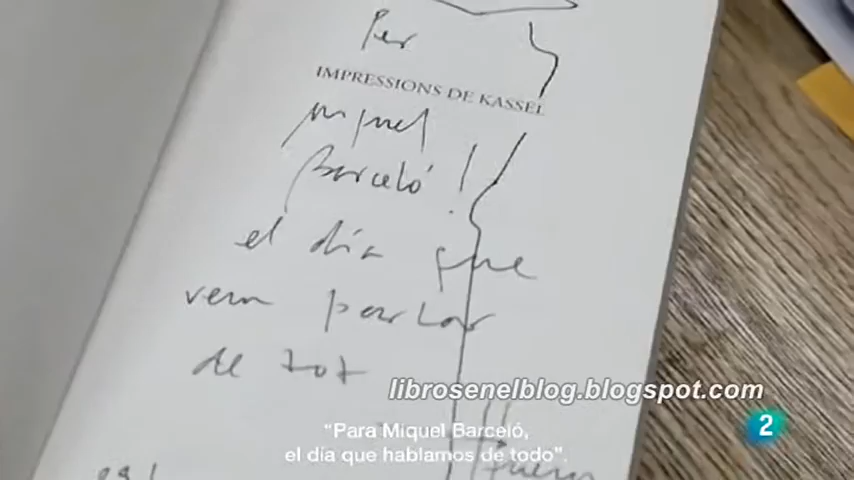 Per
IMPRESSIONS DE KASSEL
Miquel
Barceló!
el dia que
vem parlar
de tot
librosenelblog.blogspot.com
2
“Para Miquel Barceló,
el día que hablamos de todo”.